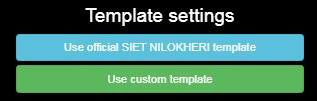 Template settings
Use official SIET NILOKHERI template
Use custom template